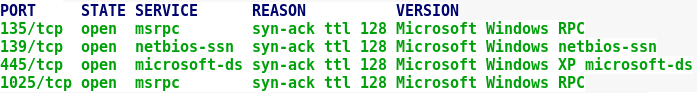 PORT     STATE SERVICE      REASON          VERSION
135/tcp  open  msrpc        syn-ack ttl 128 Microsoft Windows RPC
139/tcp  open  netbios-ssn  syn-ack ttl 128 Microsoft Windows netbios-ssn
445/tcp  open  microsoft-ds syn-ack ttl 128 Microsoft Windows XP microsoft-ds
1025/tcp open  msrpc        syn-ack ttl 128 Microsoft Windows RPC